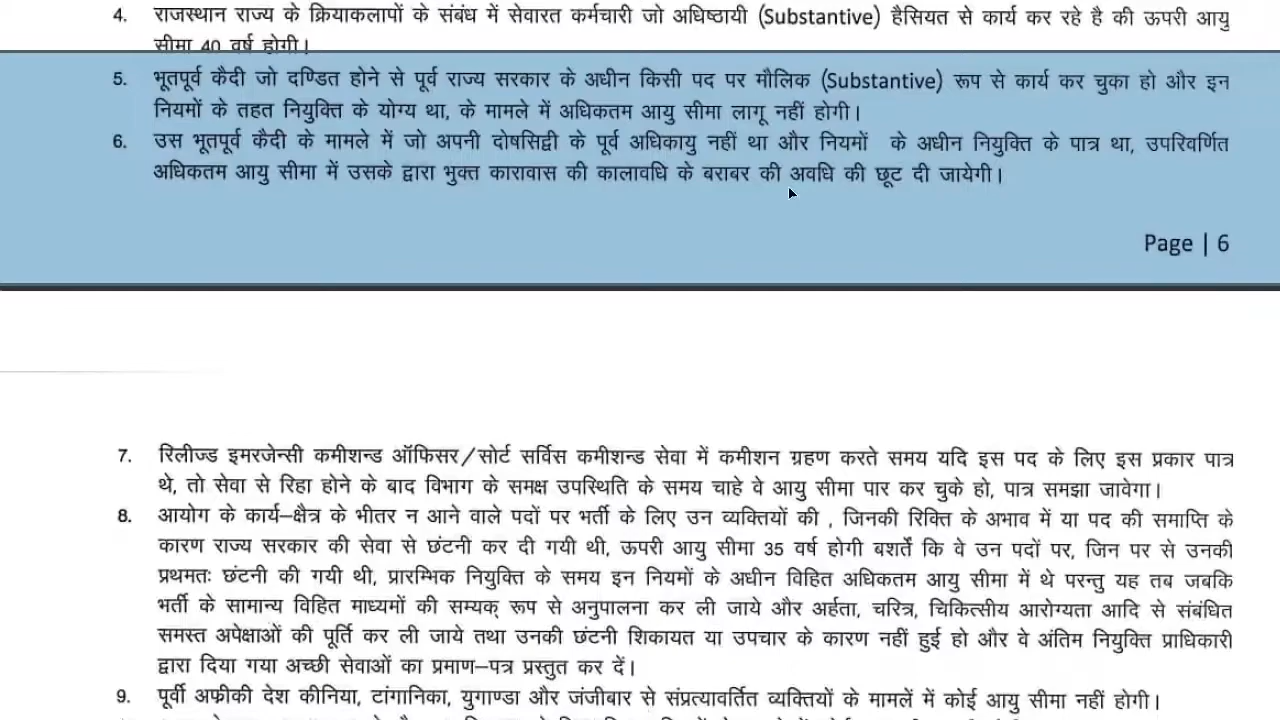 4. राजस्थान राज्य के क्रियाकलापों के संबंध में सेवारत कर्मचारी जो अधिष्ठायी (Substantive) हैसियत से कार्य कर रहे है की ऊपरी आयु
सीमा 40 वर्ष होगी।
5. भूतपूर्व कैदी जो दण्डित होने से पूर्व राज्य सरकार के अधीन किसी पद पर मौलिक (Substantive) रूप से कार्य कर चुका हो और इन
नियमों के तहत नियुक्ति के योग्य था, के मामले में अधिकतम आयु सीमा लागू नहीं होगी।
6. उस भूतपूर्व कैदी के मामले में जो अपनी दोषसिद्वी के पूर्व अधिकायु नहीं था और नियमों के अधीन नियुक्ति के पात्र था, उपरिवर्णित
अधिकतम आयु सीमा में उसके द्वारा भुक्त कारावास की कालावधि के बराबर की अवधि की छूट दी जायेगी।
Page | 6
7. रिलीज्ड इमरजेन्सी कमीशन्ड ऑफिसर/सोर्ट सर्विस कमीशन्ड सेवा में कमीशन ग्रहण करते समय यदि इस पद के लिए इस प्रकार पात्र
थे, तो सेवा से रिहा होने के बाद विभाग के समक्ष उपस्थिति के समय चाहे वे आयु सीमा पार कर चुके हो, पात्र समझा जावेगा।
8. आयोग के कार्य–क्षैत्र के भीतर न आने वाले पदों पर भर्ती के लिए उन व्यक्तियों की , जिनकी रिक्ति के अभाव में या पद की समाप्ति के
कारण राज्य सरकार की सेवा से छंटनी कर दी गयी थी, ऊपरी आयु सीमा 35 वर्ष होगी बशर्तें कि वे उन पदों पर, जिन पर से उनकी
प्रथमतः छंटनी की गयी थी, प्रारम्भिक नियुक्ति के समय इन नियमों के अधीन विहित अधिकतम आयु सीमा में थे परन्तु यह तब जबकि
भर्ती के सामान्य विहित माध्यमों की सम्यक् रूप से अनुपालना कर ली जाये और अर्हता, चरित्र, चिकित्सीय आरोग्यता आदि से संबंधित
समस्त अपेक्षाओं की पूर्ति कर ली जाये तथा उनकी छंटनी शिकायत या उपचार के कारण नहीं हुई हो और वे अंतिम नियुक्ति प्राधिकारी
द्वारा दिया गया अच्छी सेवाओं का प्रमाण–पत्र प्रस्तुत कर दें।
9. पूर्वी अफ्रीकी देश कीनिया, टांगानिका, युगाण्डा और जंजीबार से संप्रत्यावर्तित व्यक्तियों के मामलें में कोई आयु सीमा नहीं होगी।